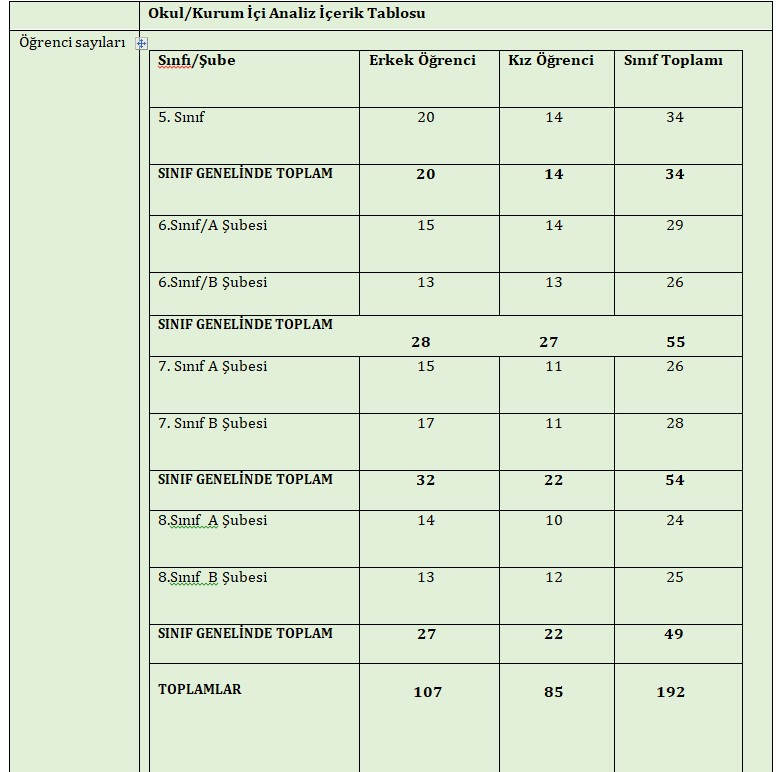 Okul/Kurum İçi Analiz İçerik Tablosu
Öğrenci sayıları
Sınfı/Şube Erkek Öğrenci Kız Öğrenci Sınıf Toplamı
5. Sınıf 20 14 34
SINIF GENELİNDE TOPLAM 20 14 34
6.Sınıf/A Şubesi 15 14 29
6.Sınıf/B Şubesi 13 13 26
SINIF GENELİNDE TOPLAM
28 27 55
7. Sınıf A Şubesi 15 11 26
7. Sınıf B Şubesi 17 11 28
SINIF GENELİNDE TOPLAM 32 22 54
8.Sınıf A Şubesi 14 10 24
8.Sınıf B Şubesi 13 12 25
SINIF GENELİNDE TOPLAM 27 22 49
TOPLAMLAR 107 85 192